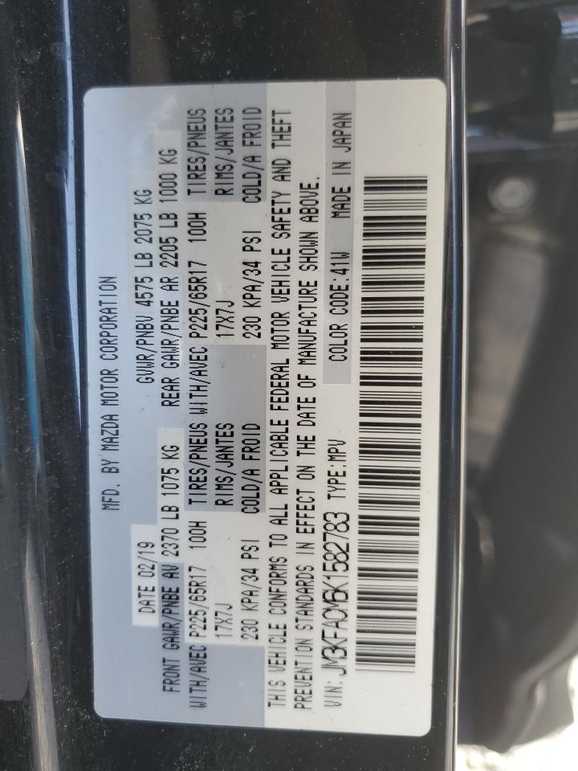 MFD. BY MAZDA MOTOR CORPORATION
DATE 02/19 GVWR/PNBV 4575 LB 2075 KG
FRONT GAWR/PNBE AV 2370 LB 1075 KG REAR GAWR/PNBE AR 2205 LB 1000 KG
WITH/AVEC P225/65R17 100H TIRES/PNEUS WITH/AVEC P225/65R17 100H TIRES/PNEUS
17X7J RIMS/JANTES 17X7J RIMS/JANTES
230 KPA/34 PSI COLD/A FROID 230 KPA/34 PSI COLD/A FROID
THIS VEHICLE CONFORMS TO ALL APPLICABLE FEDERAL MOTOR VEHICLE SAFETY AND THEFT
PREVENTION STANDARDS IN EFFECT ON THE DATE OF MANUFACTURE SHOWN ABOVE.
VIN: JM3KFACM6K1582783 TYPE:MPV COLOR CODE:41W MADE IN JAPAN